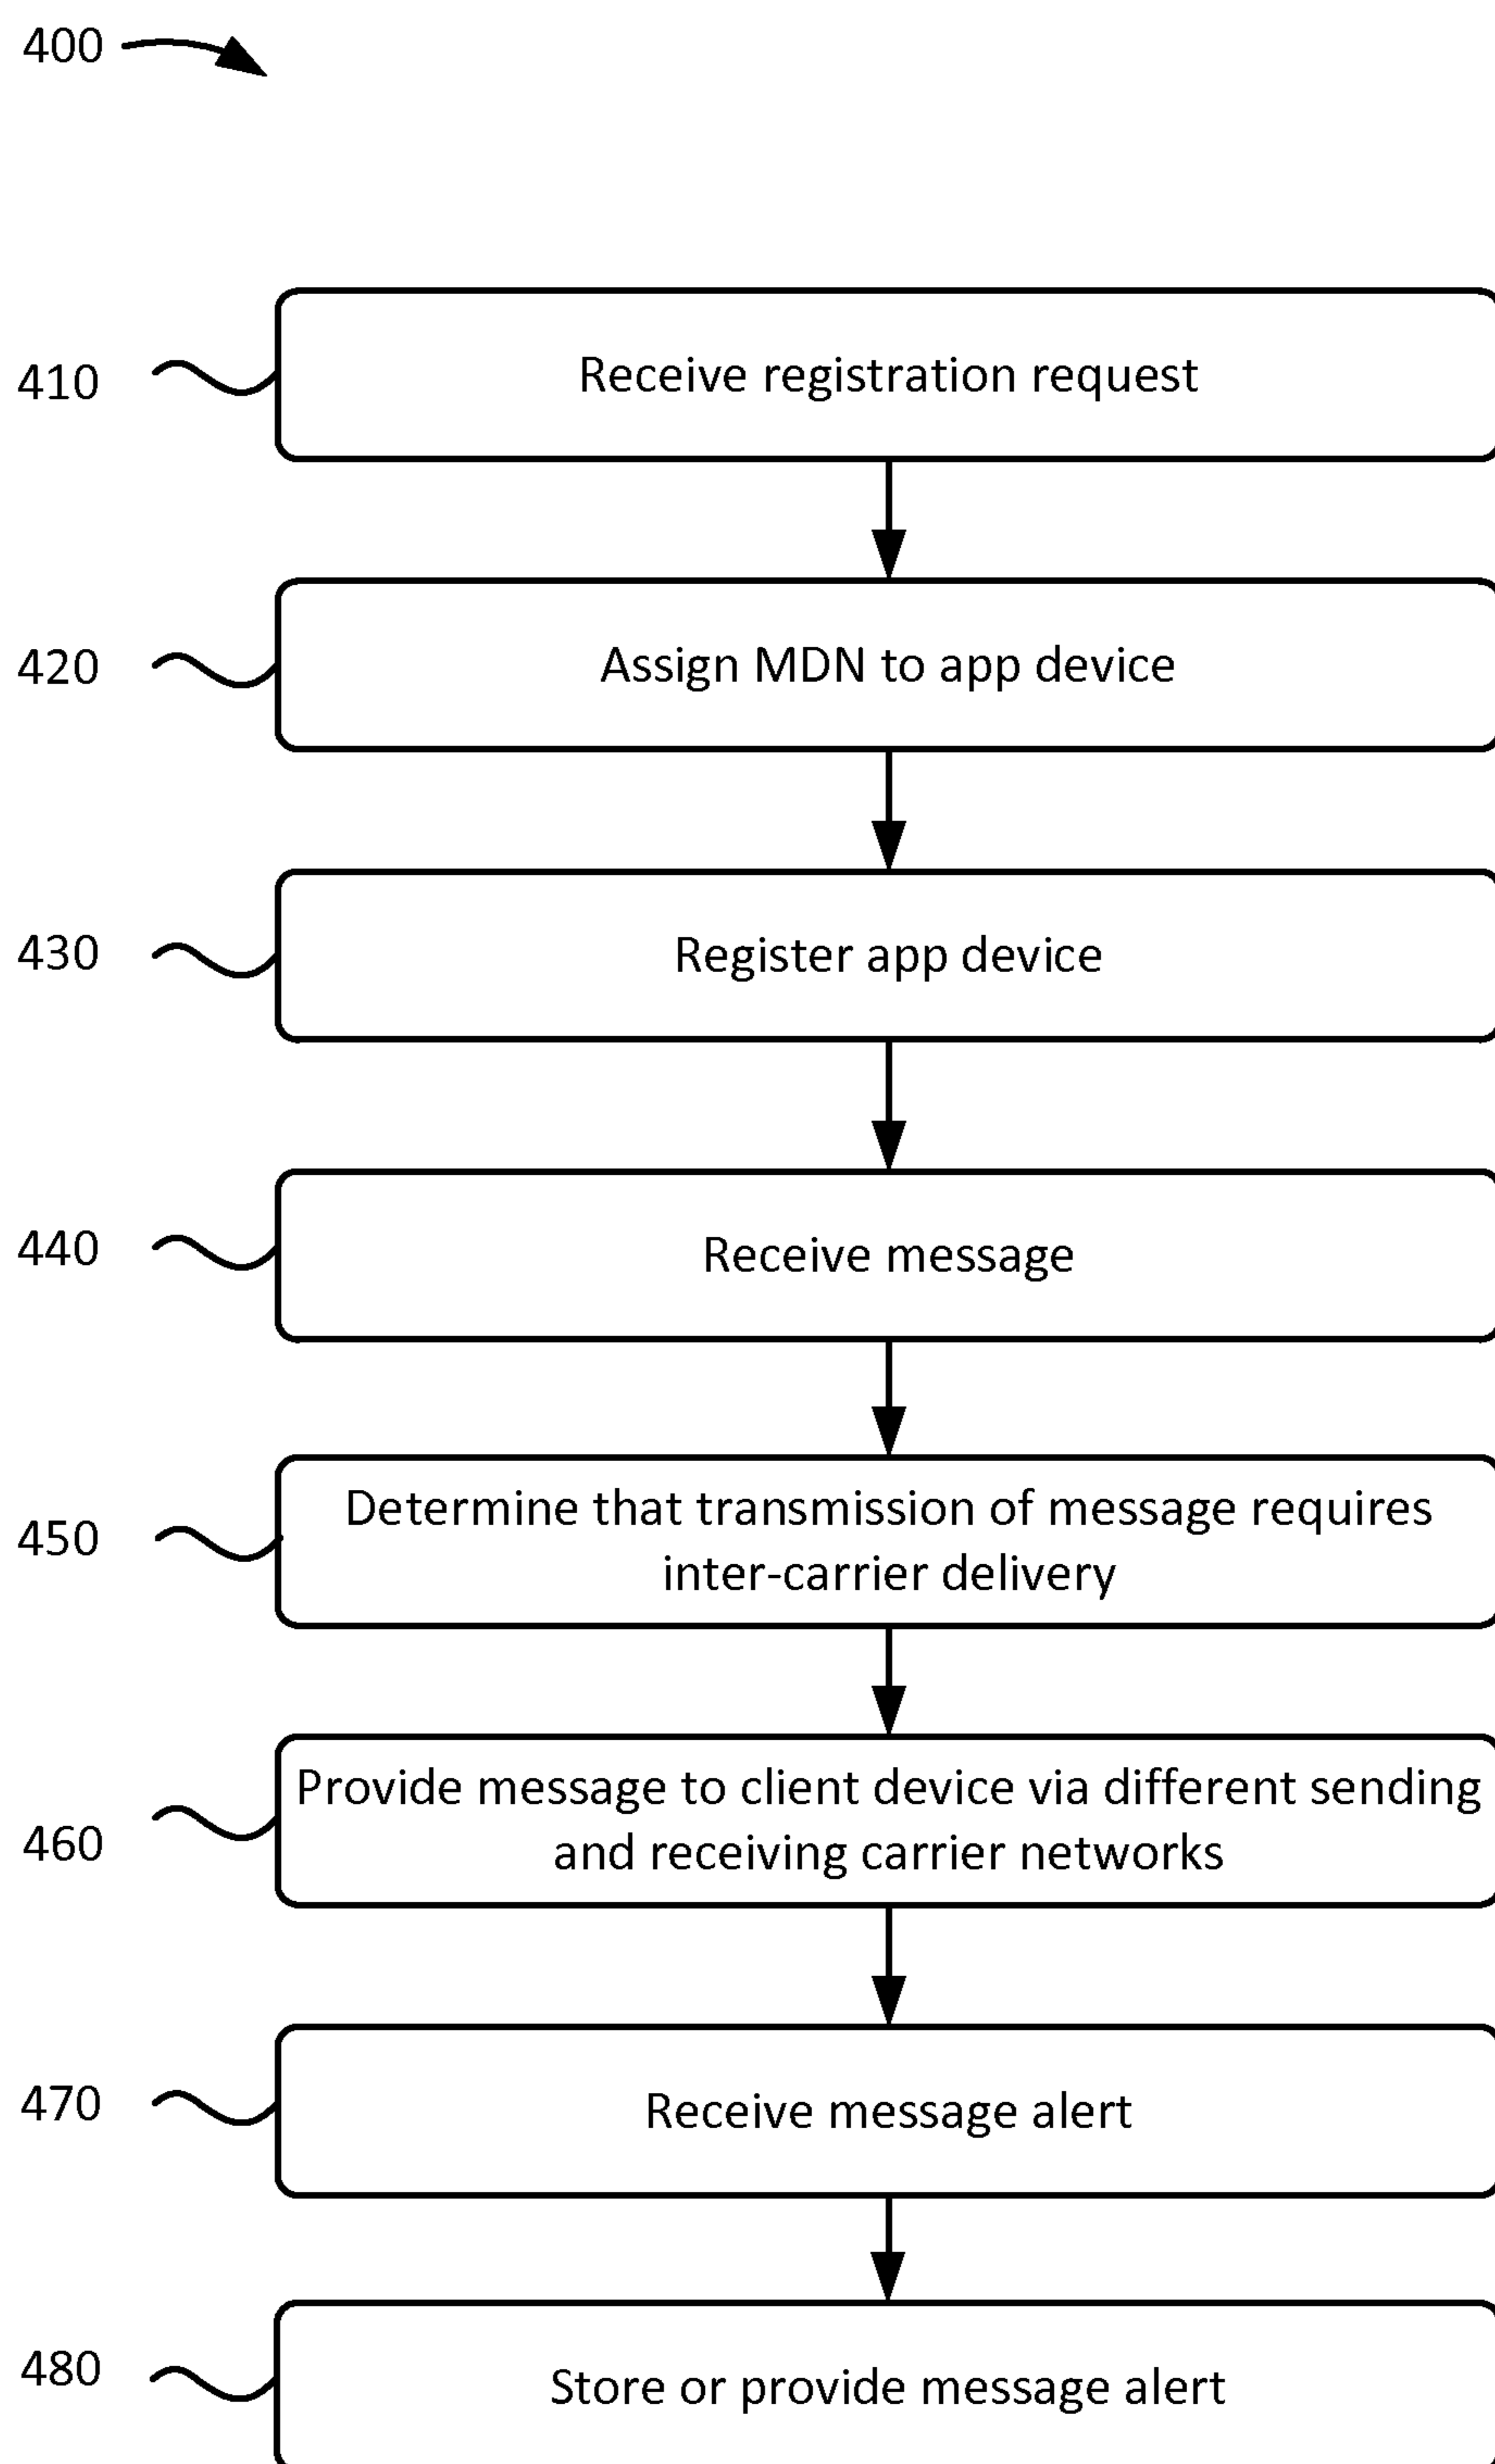 400
410
Receive registration request
420
Assign MDN to app device
430
Register app device
440
Receive message
450
Determine that transmission of message requires
inter-carrier delivery
460
Provide message to client device via different sending
and receiving carrier networks
470
Receive message alert
480
Store or provide message alert